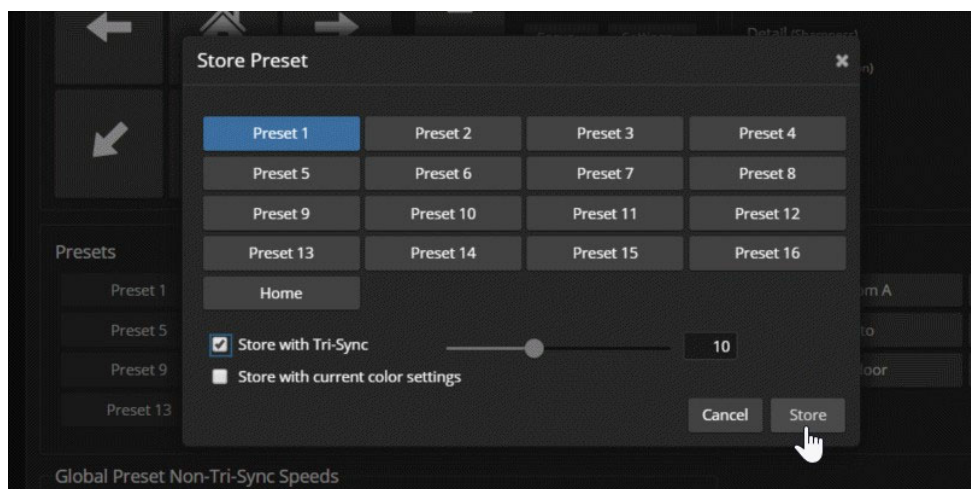 Detail (Sharpness)
Store Preset
Preset 1 Preset 2 Preset 3 Preset 4
Preset 5 Preset 6 Preset 7 Preset 8
Preset 9 Preset 10 Preset 11 Preset 12
Preset 13 Preset 14 Preset 15 Preset 16
Home
Presets
Preset 1
Preset 5
Preset 9
Preset 13
Store with Tri-Sync 10
Store with current color settings
Cancel Store
Global Preset Non-Tri-Sync Speeds